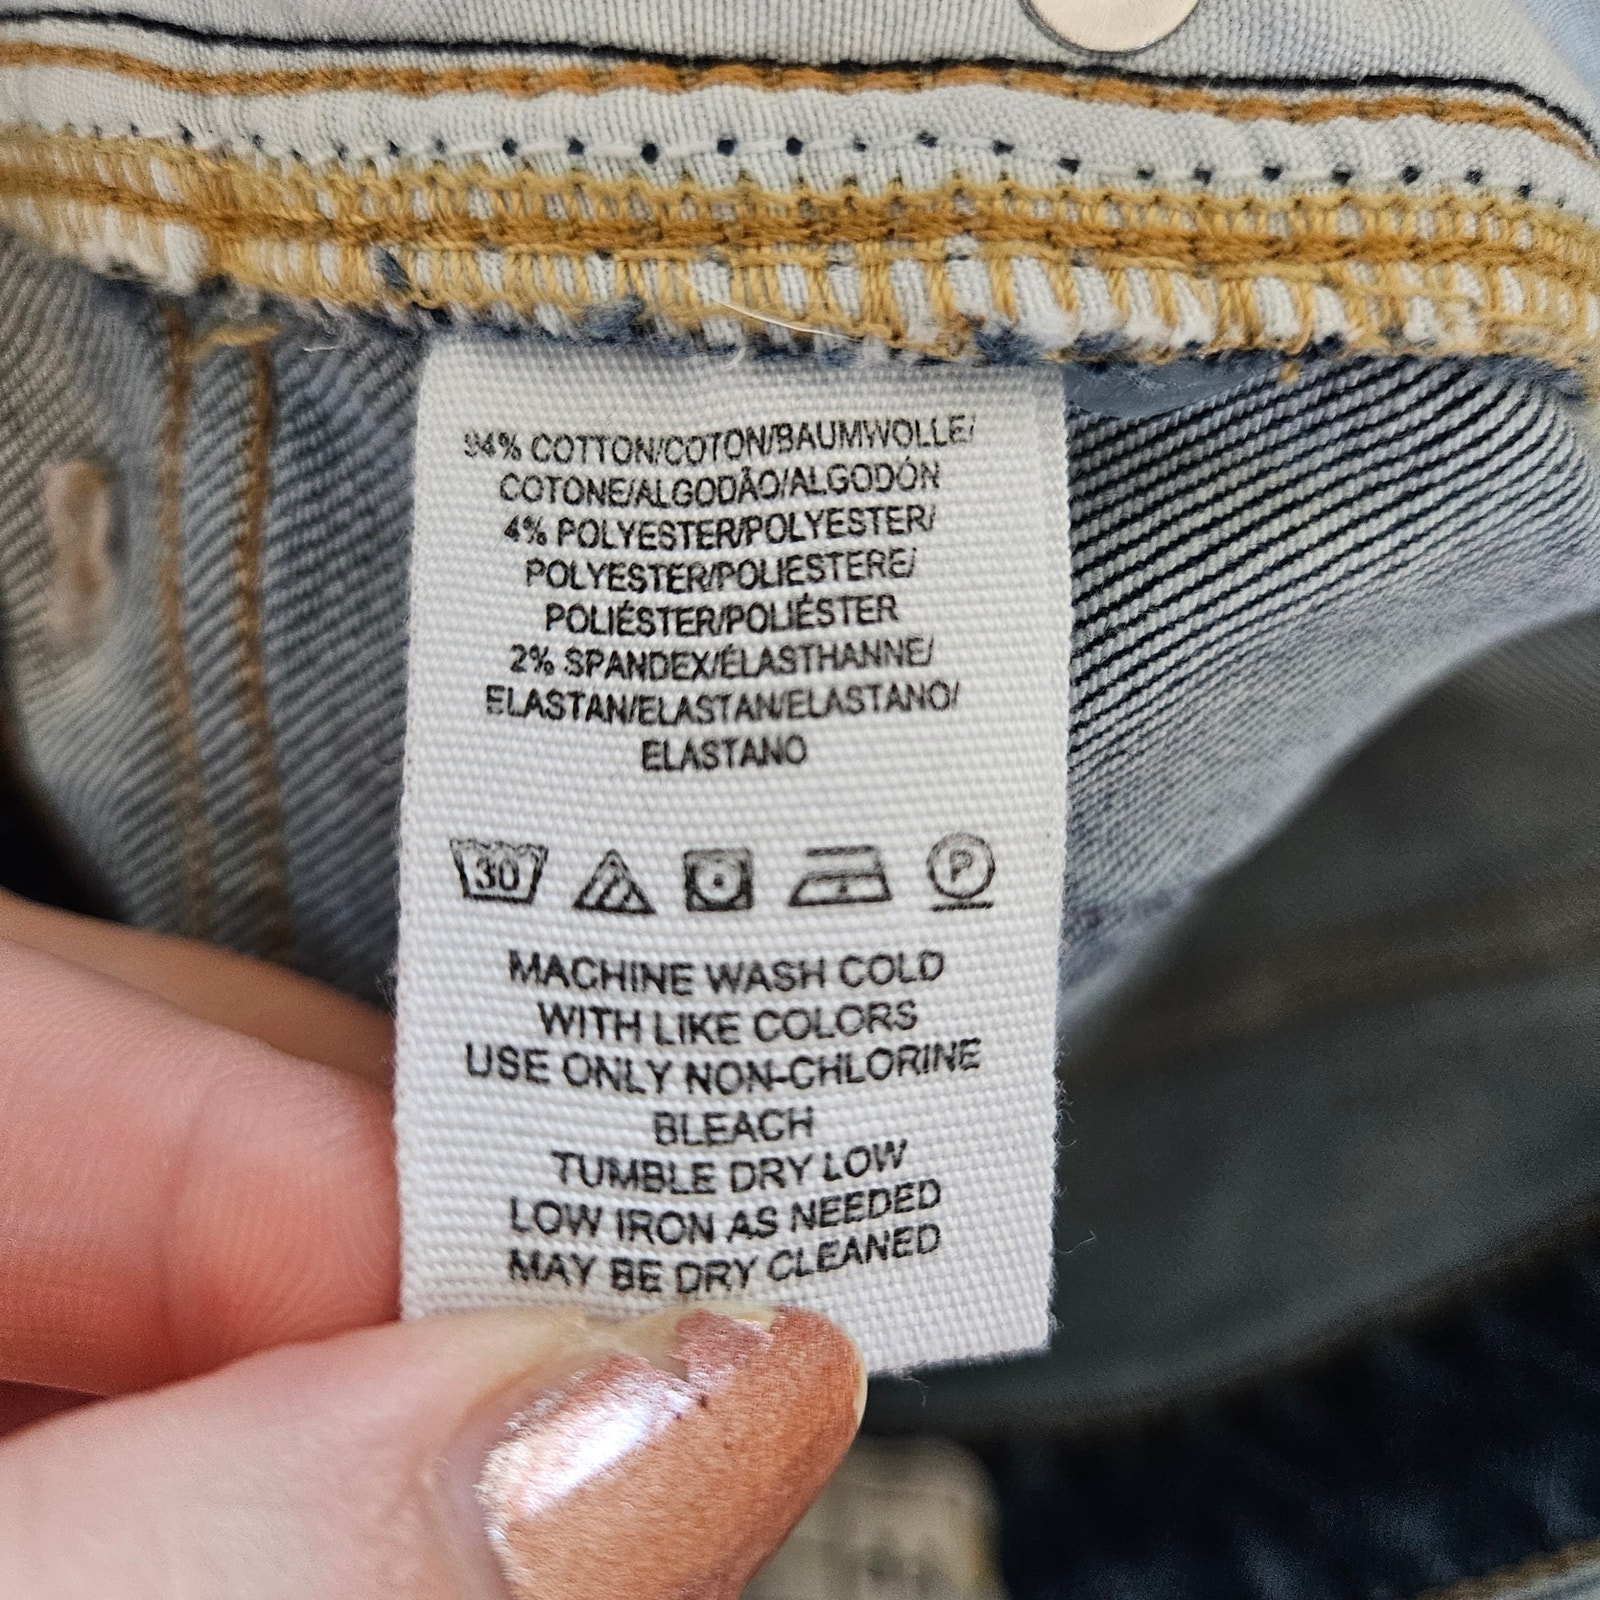 94% COTTON/COTON/BAUMWOLLE/
COTONE/ALGODÃO/ALGODÓN
4% POLYESTER/POLYESTER/
POLYESTER/POLIESTERE/
POLIÉSTER/POLIÉSTER
2% SPANDEX/ÉLASTHANNE/
ELASTAN/ELASTAN/ELASTANO/
ELASTANO
30 P
MACHINE WASH COLD
WITH LIKE COLORS
USE ONLY NON-CHLORINE
BLEACH
TUMBLE DRY LOW
LOW IRON AS NEEDED
MAY BE DRY CLEANED